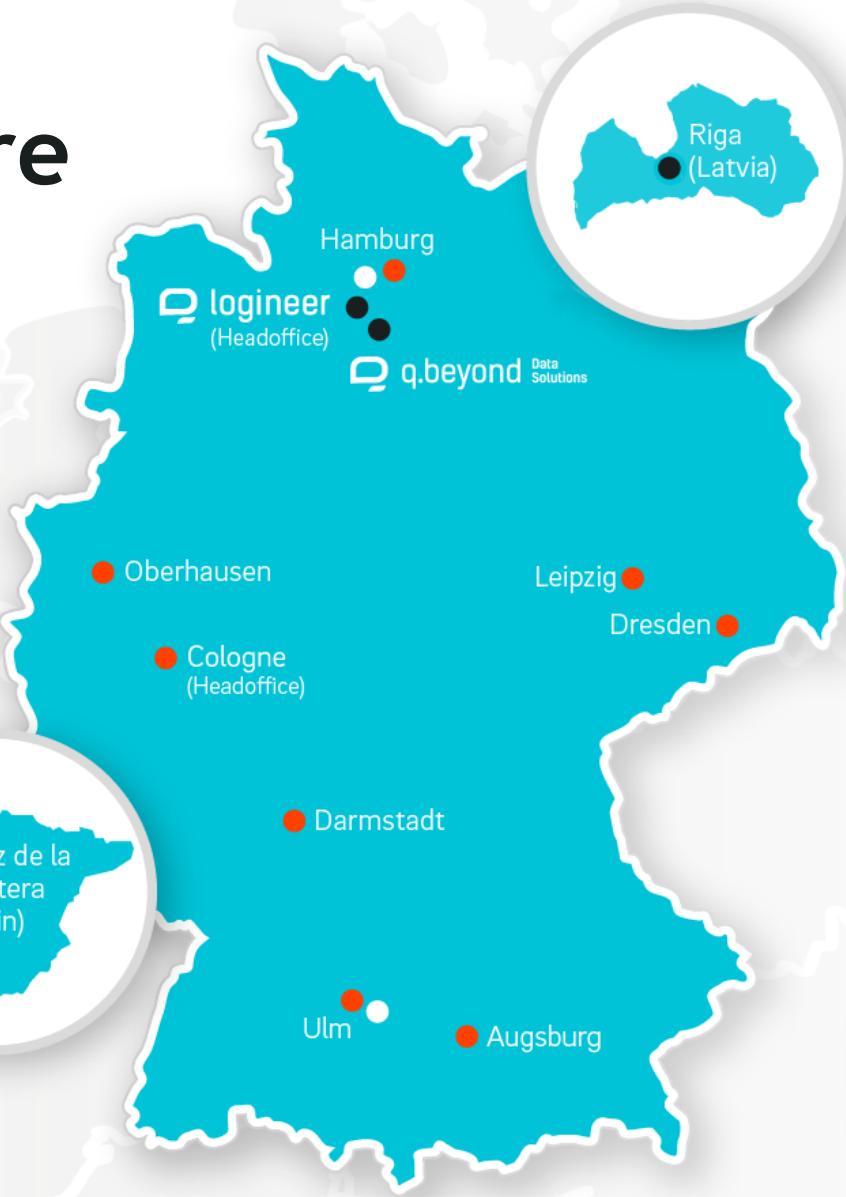 re
Riga
(Latvia)
Hamburg
logineer
(Headoffice)
q.beyond Data
Solutions
Oberhausen
Leipzig
Dresden
Cologne
(Headoffice)
Darmstadt
z de la
tera
in)
Ulm
Augsburg